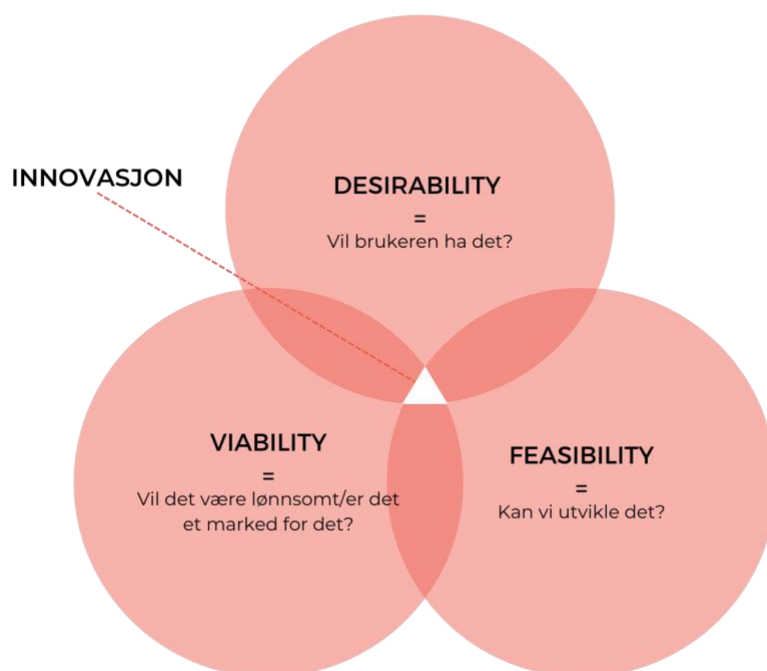 INNOVASJON
DESIRABILITY
=
Vil brukeren ha det?
VIABILITY
=
Vil det være lønnsomt/er det
et marked for det?
FEASIBILITY
=
Kan vi utvikle det?